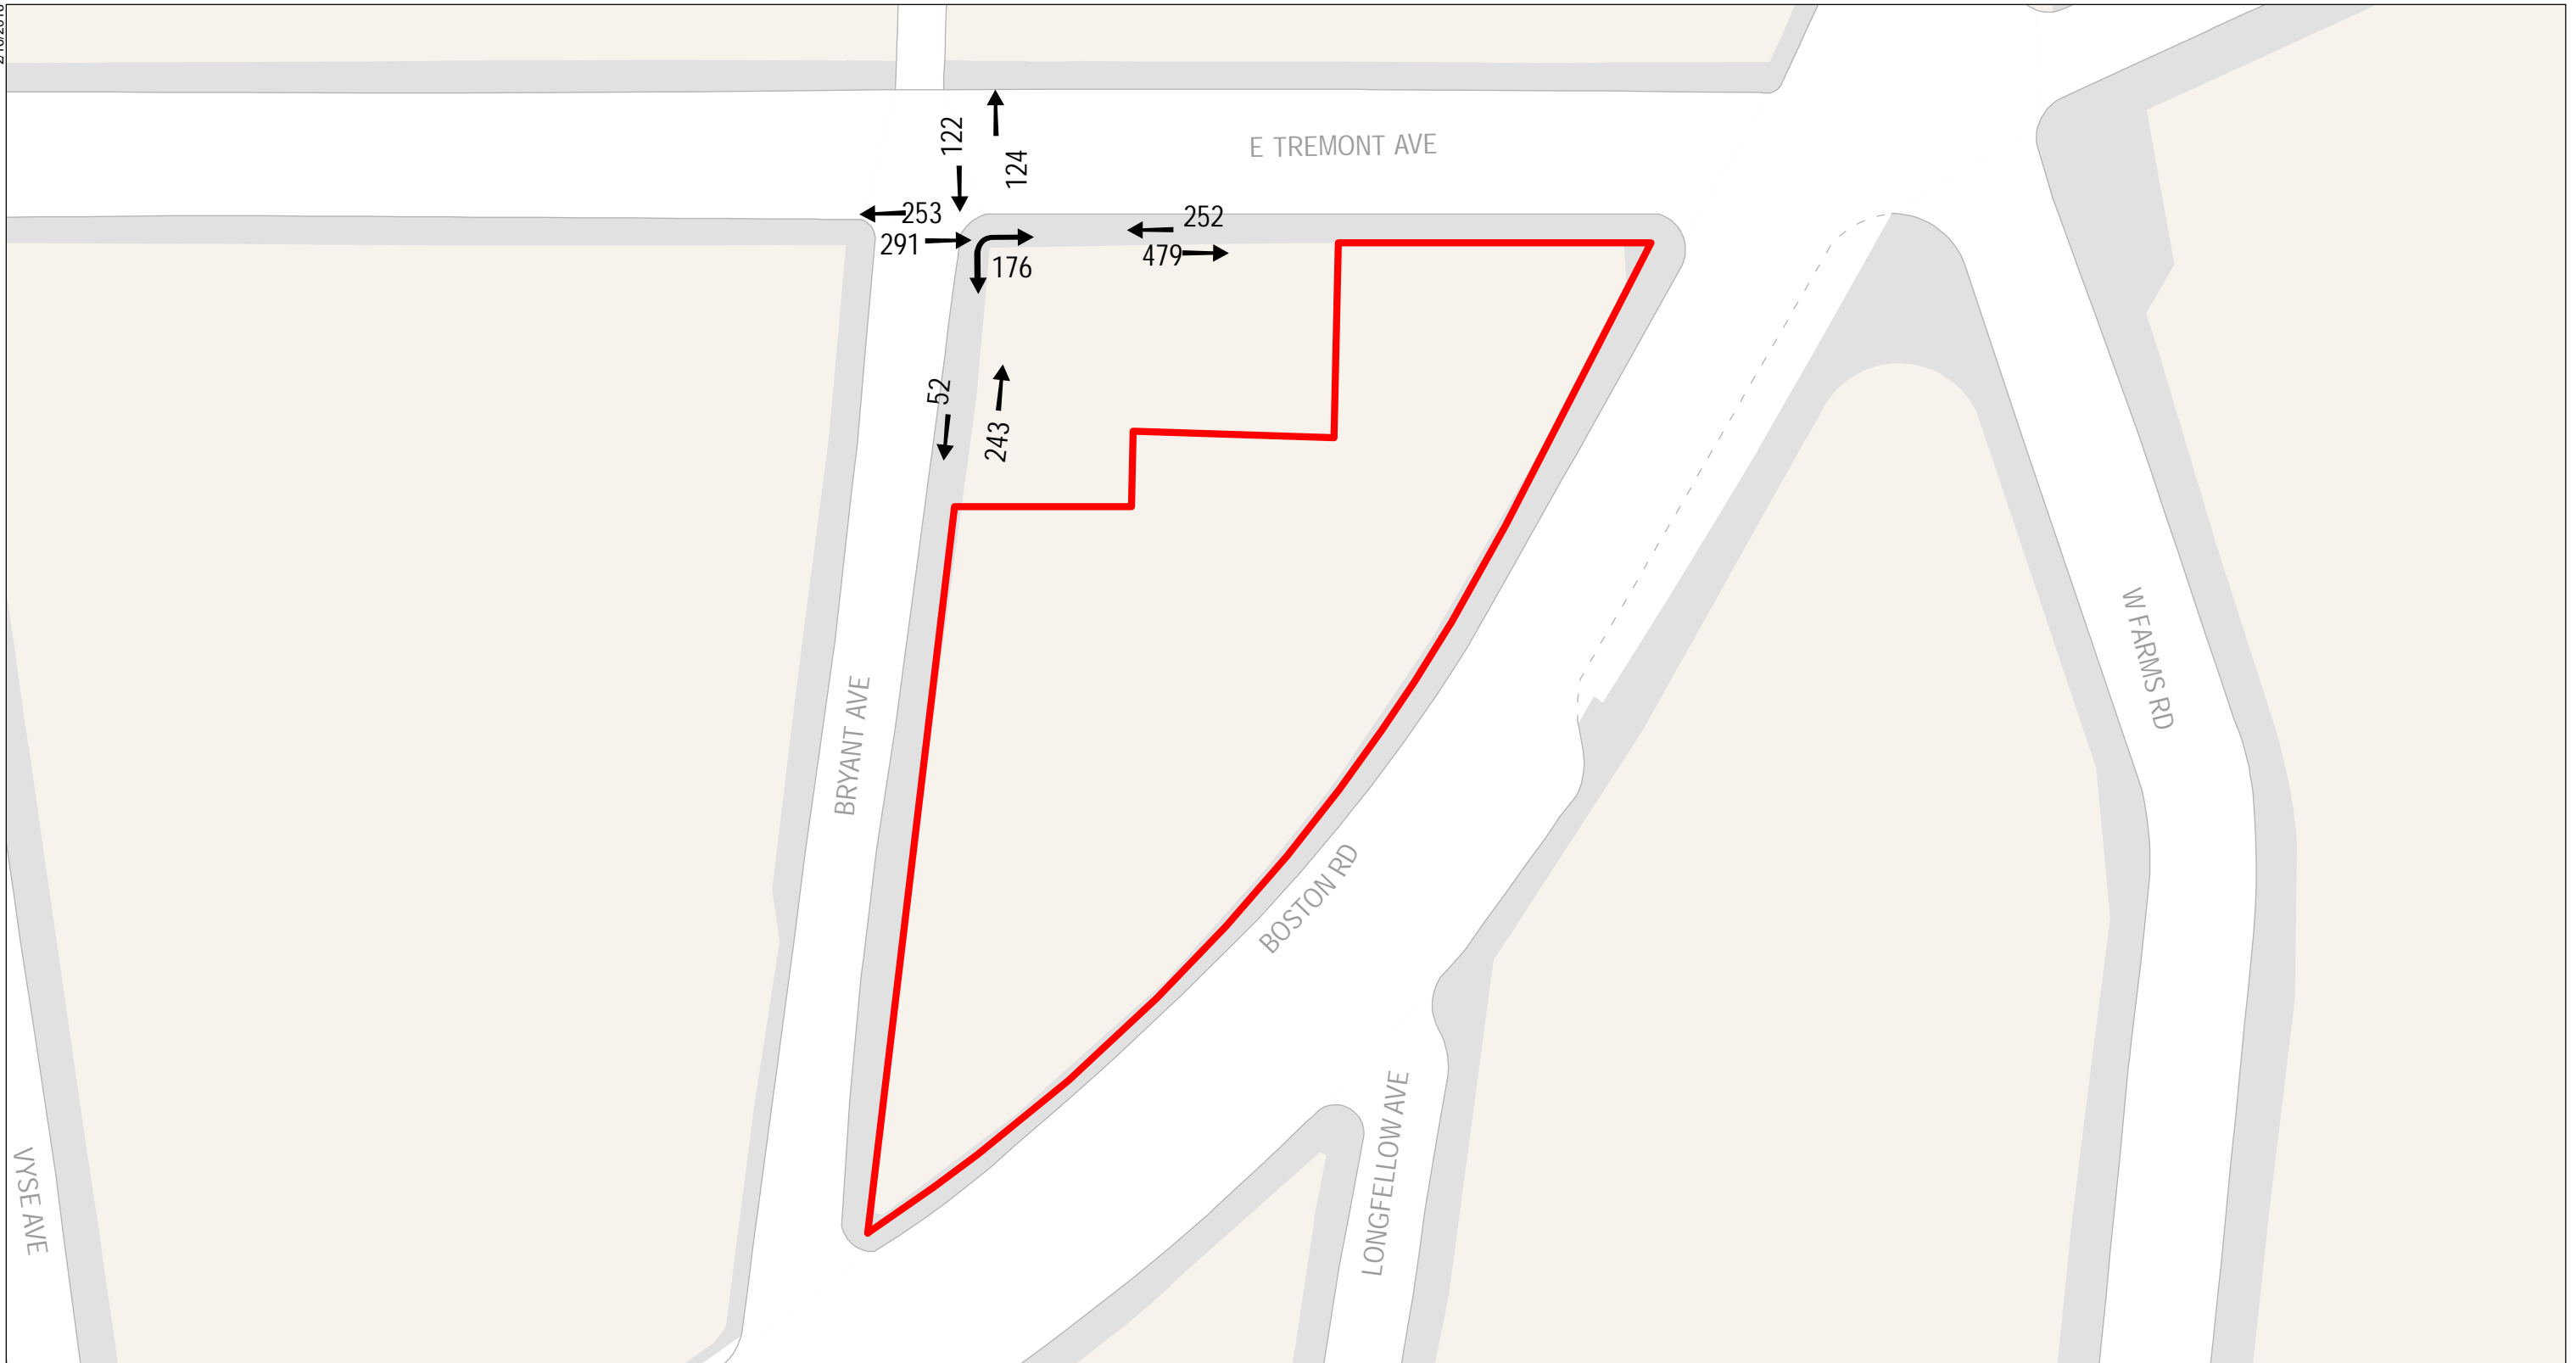 122
124
E TREMONT AVE
253
252
291
479
176
52
243
BRYANT AVE
W FARMS RD
BOSTON RD
LONGFELLOW AVE
VYSE AVE